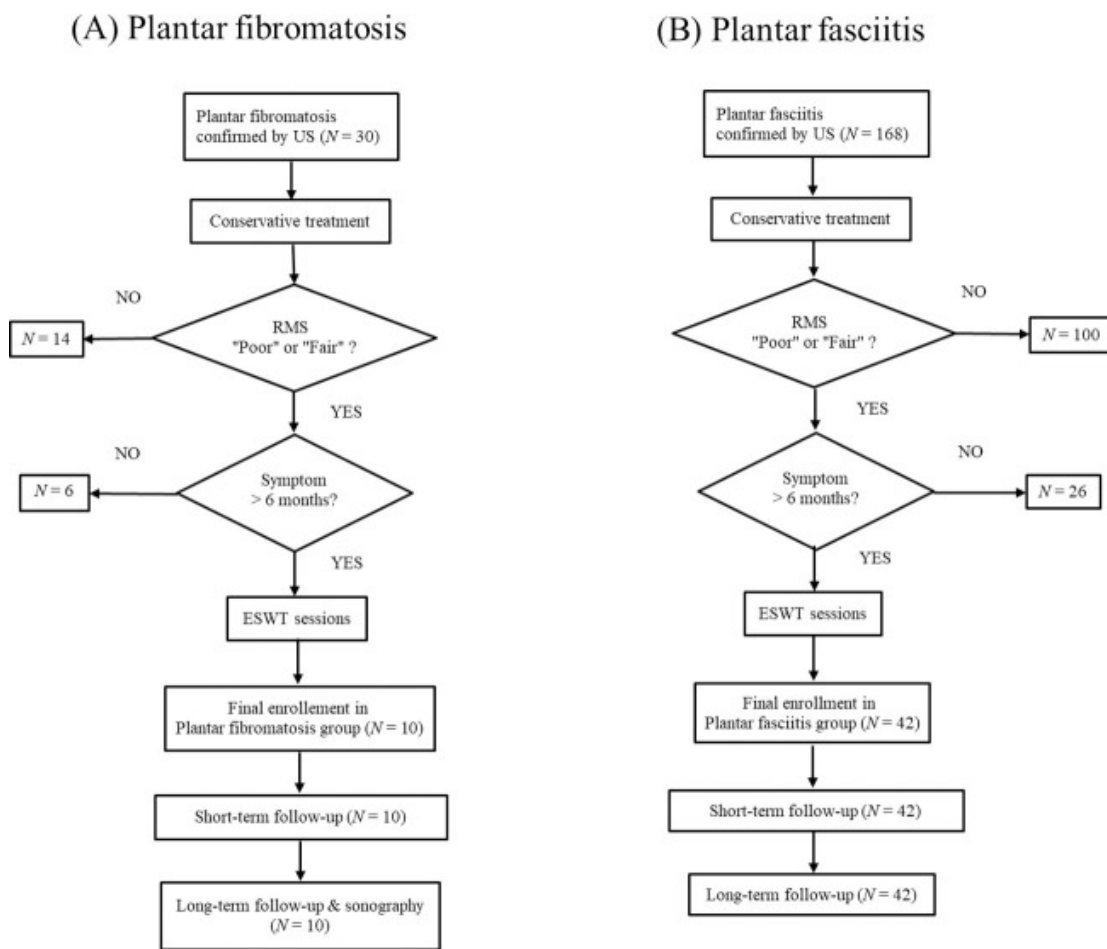 (A) Plantar fibromatosis
Plantar fibromatosis
confirmed by US (N = 30)
Conservative treatment
RMS
"Poor" or "Fair" ?
NO
N = 14
YES
Symptom
> 6 months?
NO
N = 6
YES
ESWT sessions
Final enrollement in
Plantar fibromatosis group (N = 10)
Short-term follow-up (N = 10)
Long-term follow-up & sonography
(N = 10)
(B) Plantar fasciitis
Plantar fasciitis
confirmed by US (N = 168)
Conservative treatment
RMS
"Poor" or "Fair" ?
NO
N = 100
YES
Symptom
> 6 months?
NO
N = 26
YES
ESWT sessions
Final enrollment in
Plantar fasciitis group (N = 42)
Short-term follow-up (N = 42)
Long-term follow-up (N = 42)